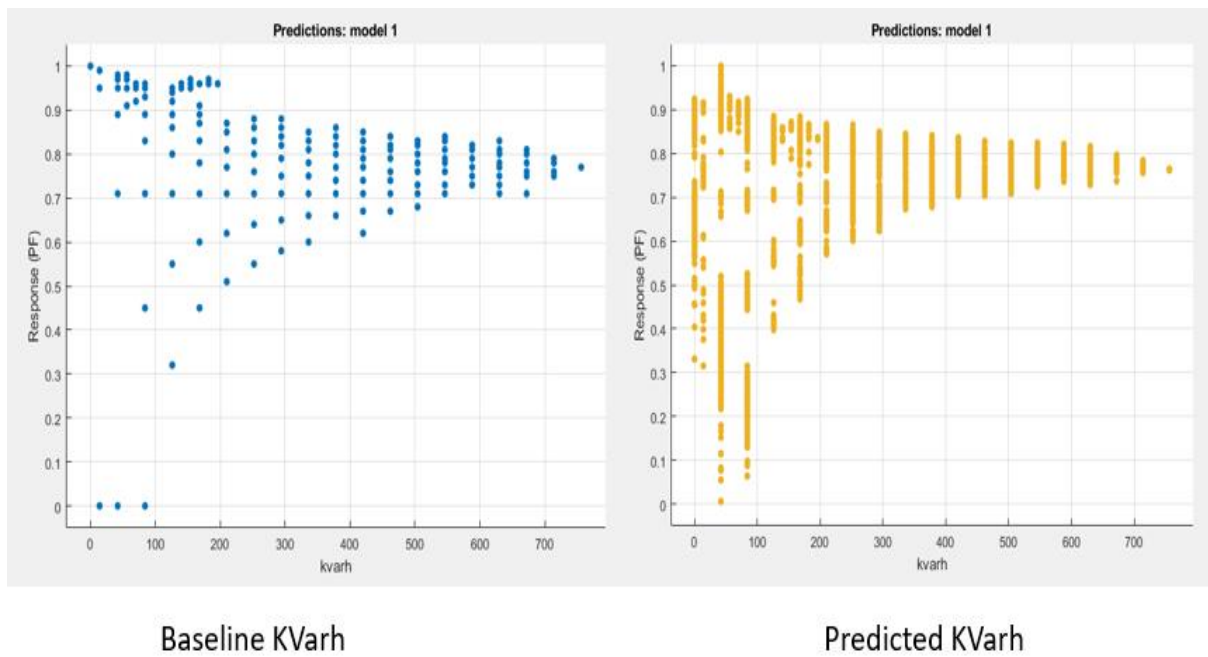 Predictions: model 1
1
0.9
0.8
0.7
0.6
0.5
0.4
0.3
0.2
0.1
0
Response (PF)
0 100 200 300 400 500 600 700
kvarh
Baseline KVarh
Predictions: model 1
1
0.9
0.8
0.7
0.6
0.5
0.4
0.3
0.2
0.1
0
Response (PF)
0 100 200 300 400 500 600 700
kvarh
Predicted KVarh